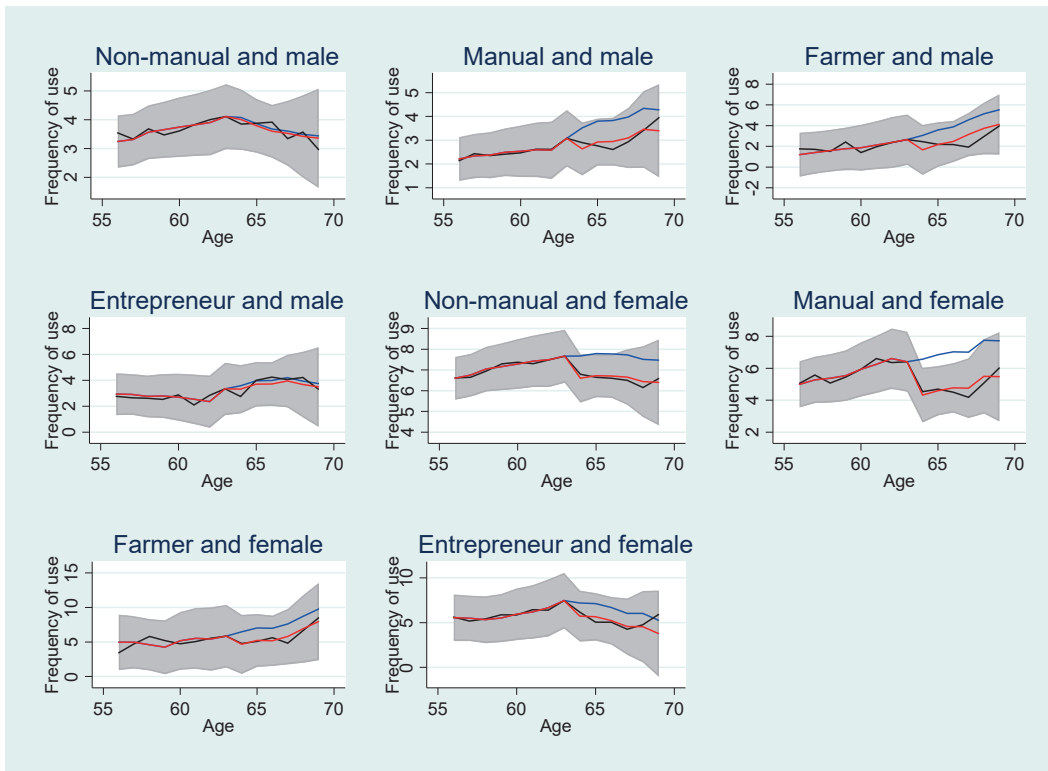 Non-manual and male
Frequency of use
2 3 4 5
55 60 65 70
Age
Manual and male
Frequency of use
1 2 3 4 5
55 60 65 70
Age
Farmer and male
Frequency of use
-2 0 2 4 6 8
55 60 65 70
Age
Entrepreneur and male
Frequency of use
0 2 4 6 8
55 60 65 70
Age
Non-manual and female
Frequency of use
4 5 6 7 8 9
55 60 65 70
Age
Manual and female
Frequency of use
2 4 6 8
55 60 65 70
Age
Farmer and female
Frequency of use
0 5 10 15
55 60 65 70
Age
Entrepreneur and female
Frequency of use
0 5 10
55 60 65 70
Age